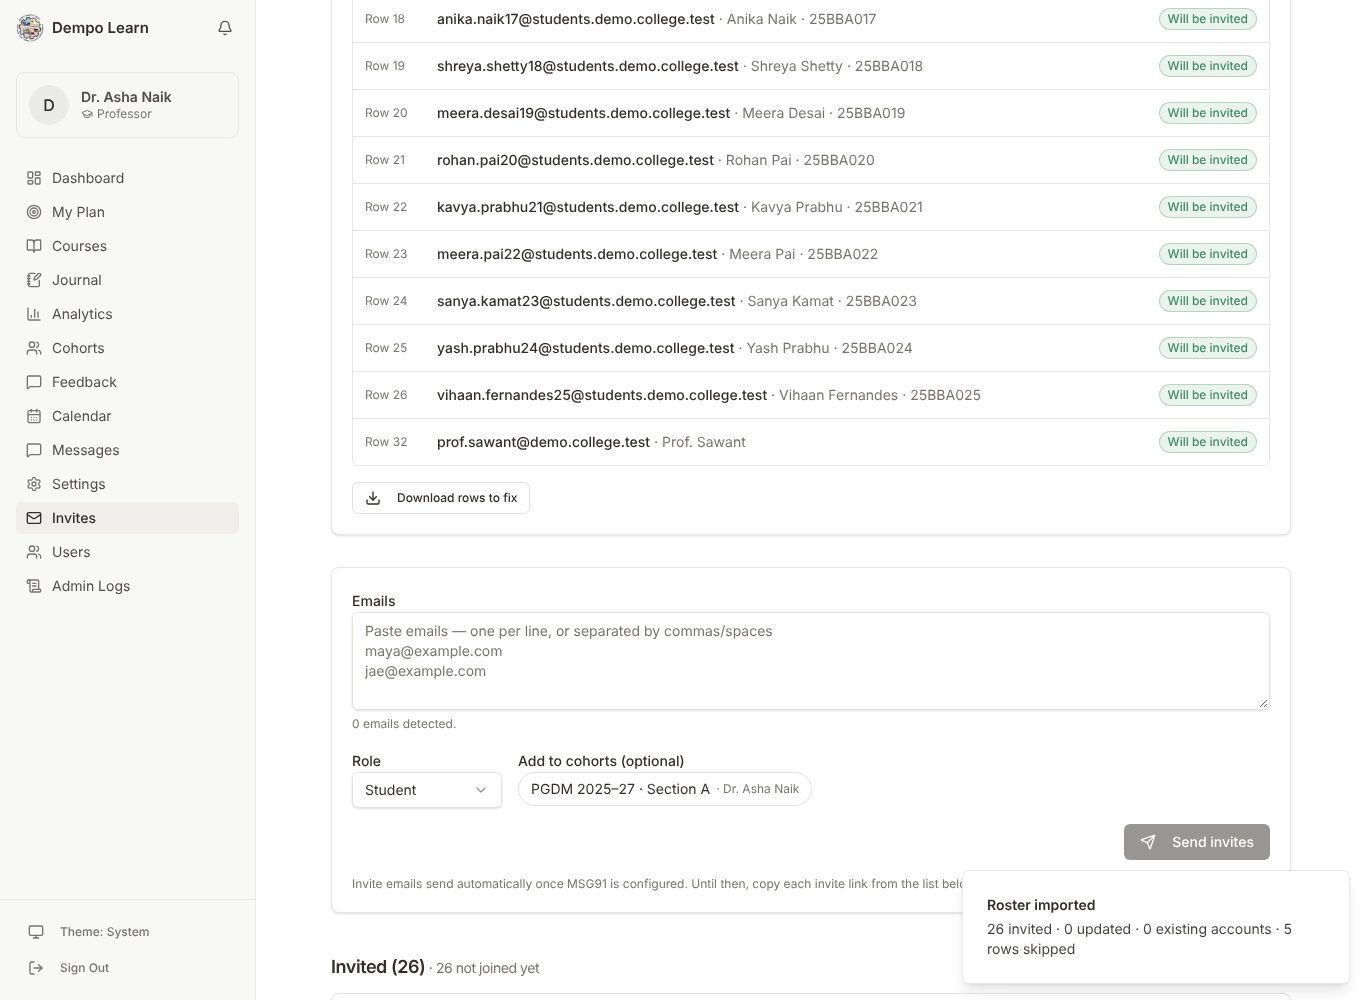 Dempo Learn
D
Dr. Asha Naik
Professor
Dashboard
My Plan
Courses
Journal
Analytics
Cohorts
Feedback
Calendar
Messages
Settings
Invites
Users
Admin Logs
Theme: System
Sign Out
Row 18 anika.naik17@students.demo.college.test · Anika Naik · 25BBA017 Will be invited
Row 19 shreya.shetty18@students.demo.college.test · Shreya Shetty · 25BBA018 Will be invited
Row 20 meera.desai19@students.demo.college.test · Meera Desai · 25BBA019 Will be invited
Row 21 rohan.pai20@students.demo.college.test · Rohan Pai · 25BBA020 Will be invited
Row 22 kavya.prabhu21@students.demo.college.test · Kavya Prabhu · 25BBA021 Will be invited
Row 23 meera.pai22@students.demo.college.test · Meera Pai · 25BBA022 Will be invited
Row 24 sanya.kamat23@students.demo.college.test · Sanya Kamat · 25BBA023 Will be invited
Row 25 yash.prabhu24@students.demo.college.test · Yash Prabhu · 25BBA024 Will be invited
Row 26 vihaan.fernandes25@students.demo.college.test · Vihaan Fernandes · 25BBA025 Will be invited
Row 32 prof.sawant@demo.college.test · Prof. Sawant Will be invited
Download rows to fix
Emails
Paste emails — one per line, or separated by commas/spaces
maya@example.com
jae@example.com
0 emails detected.
Role
Student
Add to cohorts (optional)
PGDM 2025–27 · Section A · Dr. Asha Naik
Send invites
Invite emails send automatically once MSG91 is configured. Until then, copy each invite link from the list
Invited (26) · 26 not joined yet
Roster imported
26 invited · 0 updated · 0 existing accounts · 5
rows skipped